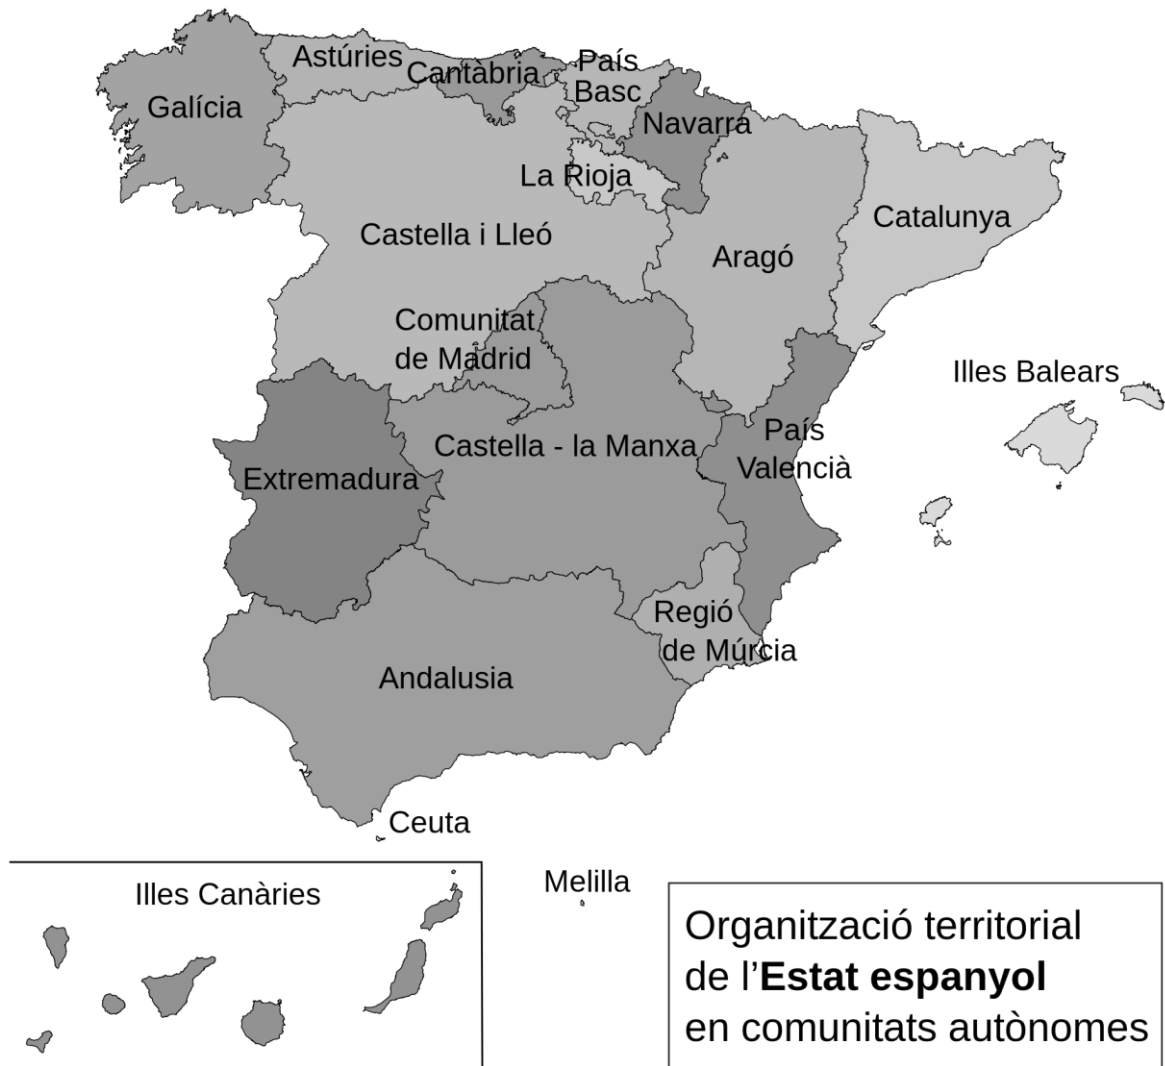 Astúries
Cantàbria
País
Basc
Galícia
Navarra
La Rioja
Catalunya
Castella i Lleó
Aragó
Comunitat
de Madrid
Illes Balears
País
Valencià
Castella - la Manxa
Extremadura
Regió
de Múrcia
Andalusia
Ceuta
Melilla
Illes Canàries
Organització territorial
de l’Estat espanyol
en comunitats autònomes